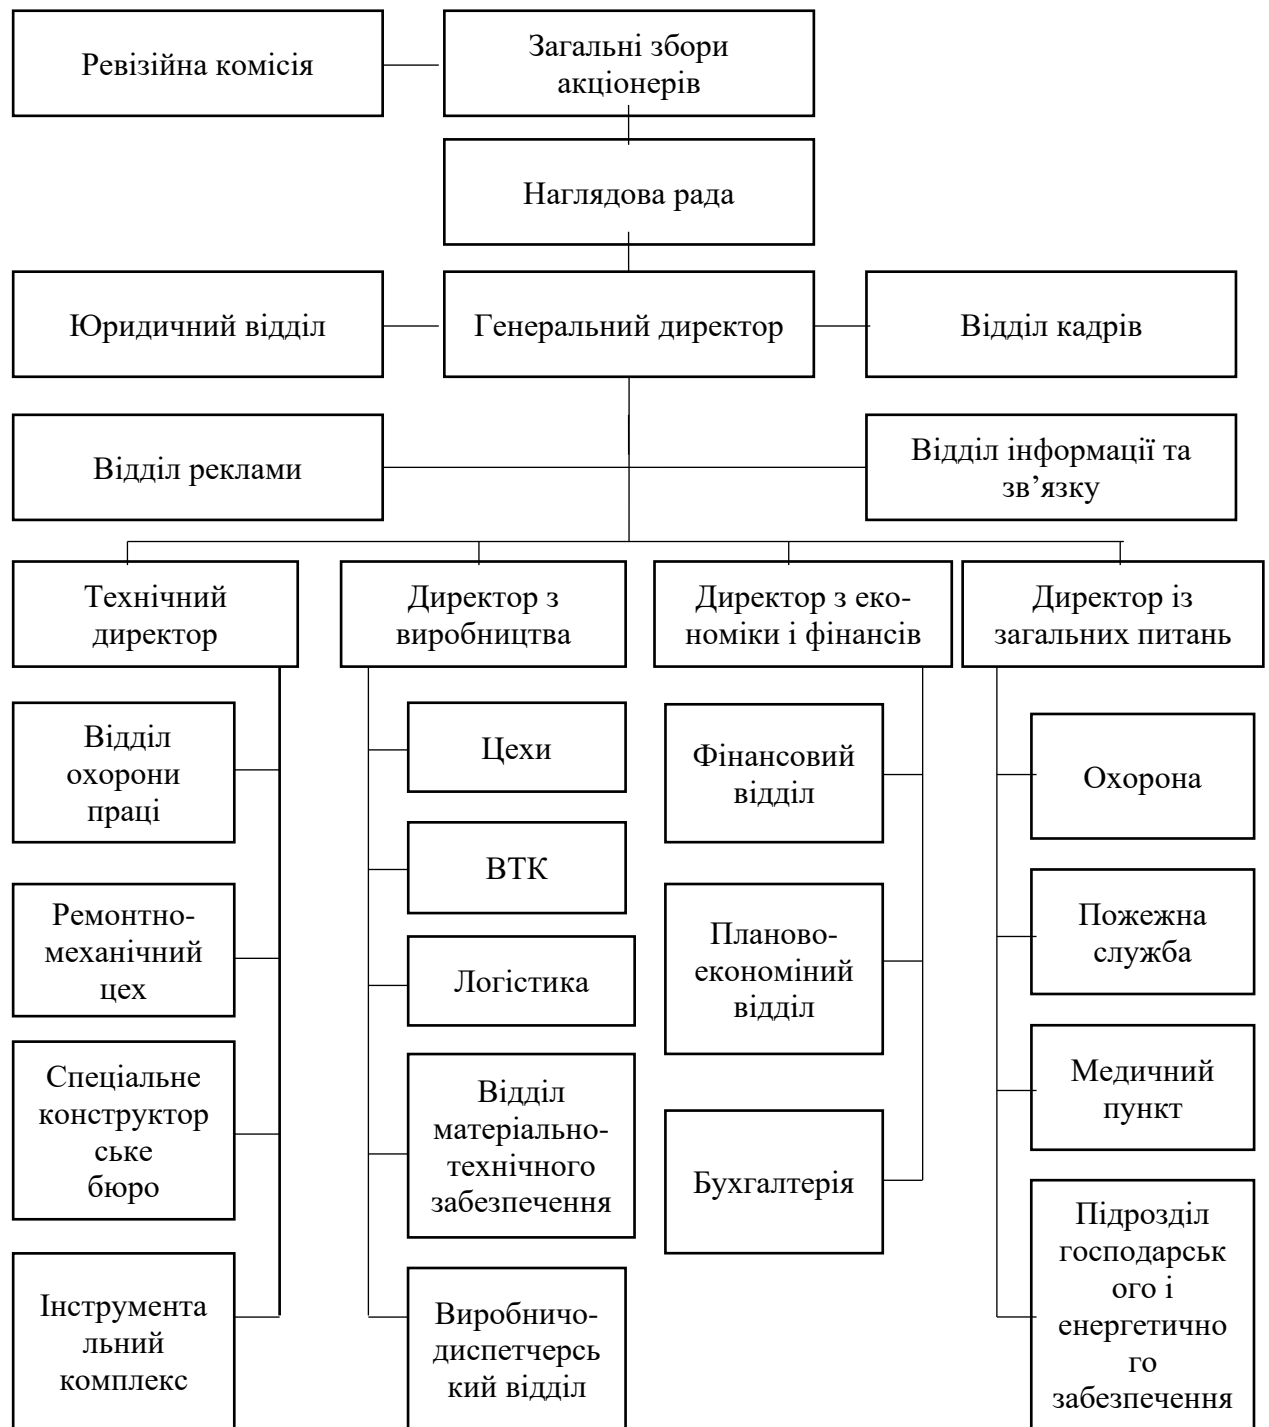 Ревізійна комісія
Загальні збори
акціонерів
Наглядова рада
Юридичний відділ
Генеральний директор
Відділ кадрів
Відділ реклами
Відділ інформації та
зв’язку
Технічний
директор
Директор з
виробництва
Директор з еко-
номіки і фінансів
Директор із
загальних питань
Відділ
охорони
праці
Ремонтно-
механічний
цех
Спеціальне
конструктор
ське
бюро
Інструмента
льний
комплекс
Цехи
ВТК
Логістика
Відділ
матеріально-
технічного
забезпечення
Виробничо-
диспетчерсь
кий відділ
Фінансовий
відділ
Планово-
економіний
відділ
Бухгалтерія
Охорона
Пожежна
служба
Медичний
пункт
Підрозділ
господарськ
ого і
енергетично
го
забезпечення